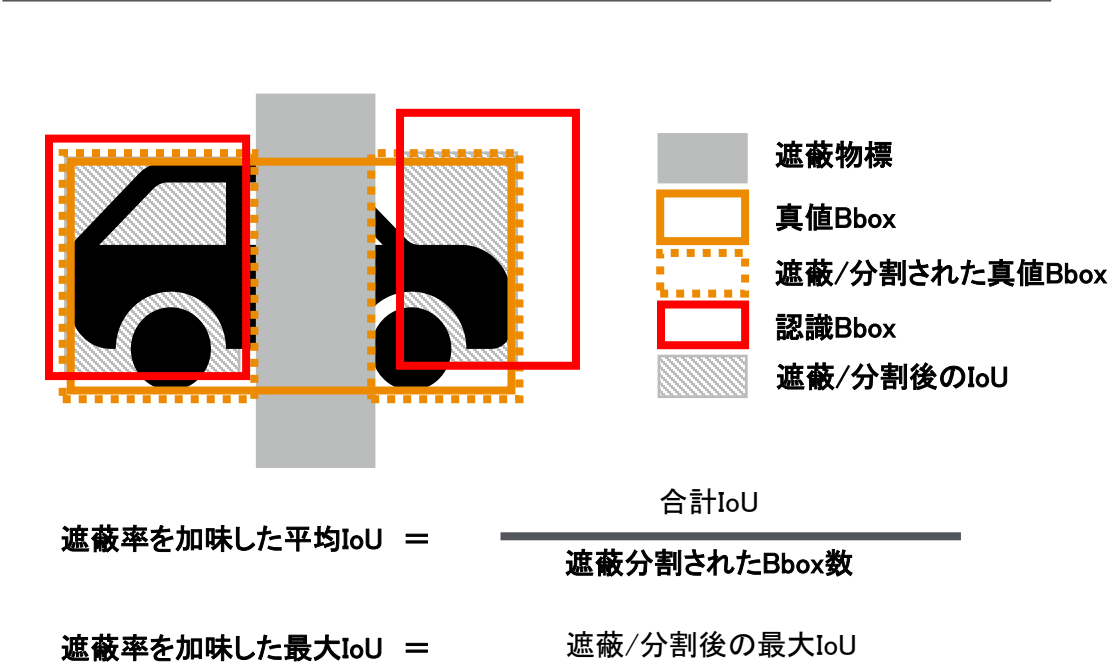 遮蔽物標
真値Bbox
遮蔽/分割された真値Bbox
認識Bbox
遮蔽/分割後のIoU
合計IoU
遮蔽率を加味した平均IoU ＝
遮蔽分割されたBbox数
遮蔽率を加味した最大IoU ＝ 遮蔽/分割後の最大IoU